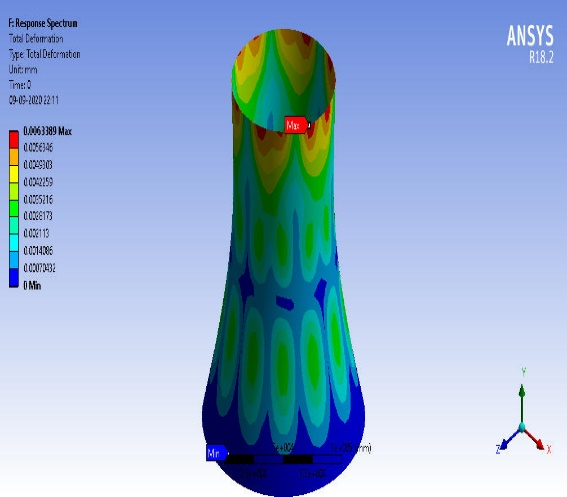 F: Response Spectrum
Total Deformation
Type: Total Deformation
Unit: mm
Time: 0
09-09-2020 22:11
0.0063389 Max
0.0056346
0.0049303
0.0042259
0.0035216
0.0028173
0.002113
0.0014086
0.00070432
0 Min
ANSYS
R18.2
Max
Min
(mm)
Y
Z
X